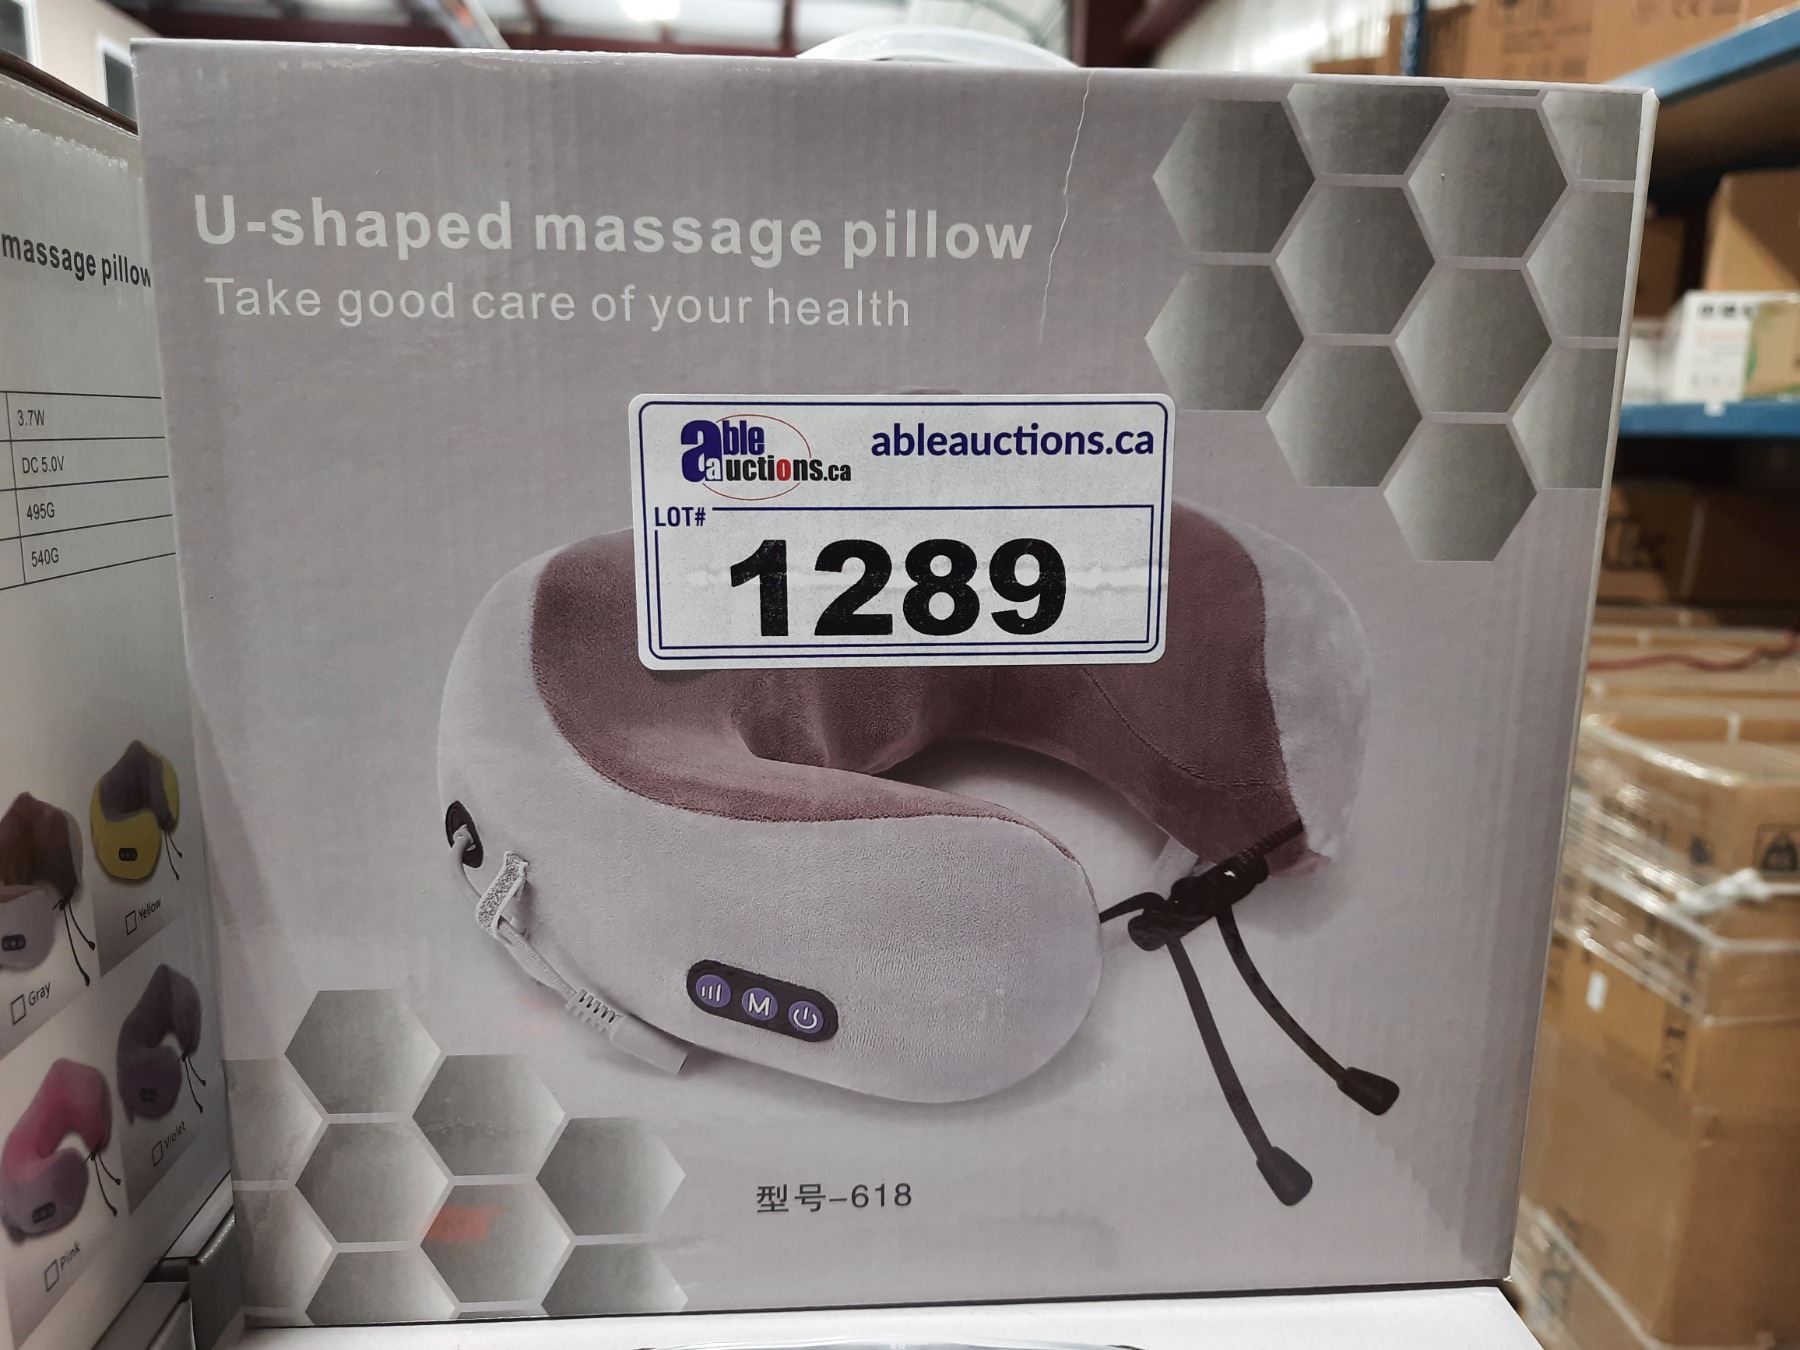 U-shaped massage pillow
Take good care of your health
able auctions.ca
ableauctions.ca
LOT#
1289
M
型号-618
massage pillow
3.7W
DC 5.0V
495G
540G
Yellow
Gray
Violet
Pink